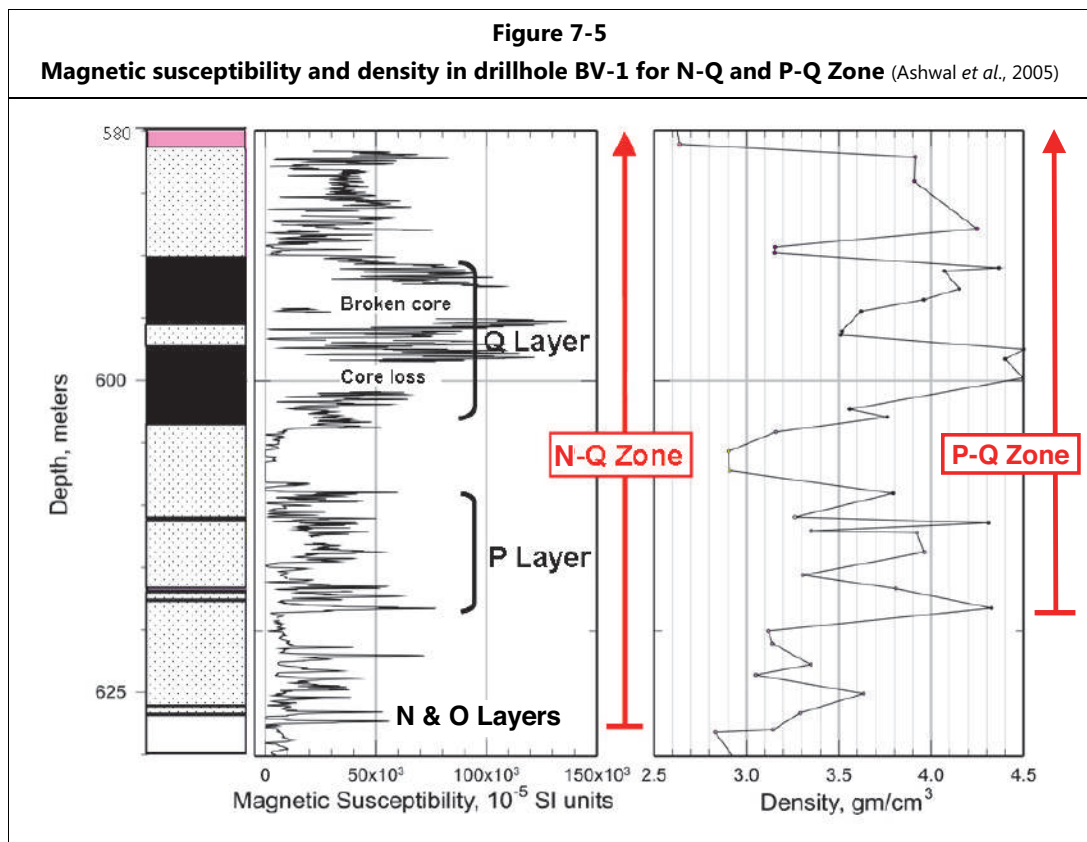 Figure 7-5
Magnetic susceptibility and density in drillhole BV-1 for N-Q and P-Q Zone (Ashwal et al., 2005)
580
600
625
Depth, meters
Broken core
Q Layer
Core loss
P Layer
N & O Layers
N-Q Zone
P-Q Zone
0 50x10³ 100x10³ 150x10³
Magnetic Susceptibility, 10⁻⁵ SI units
2.5 3.0 3.5 4.0 4.5
Density, gm/cm³